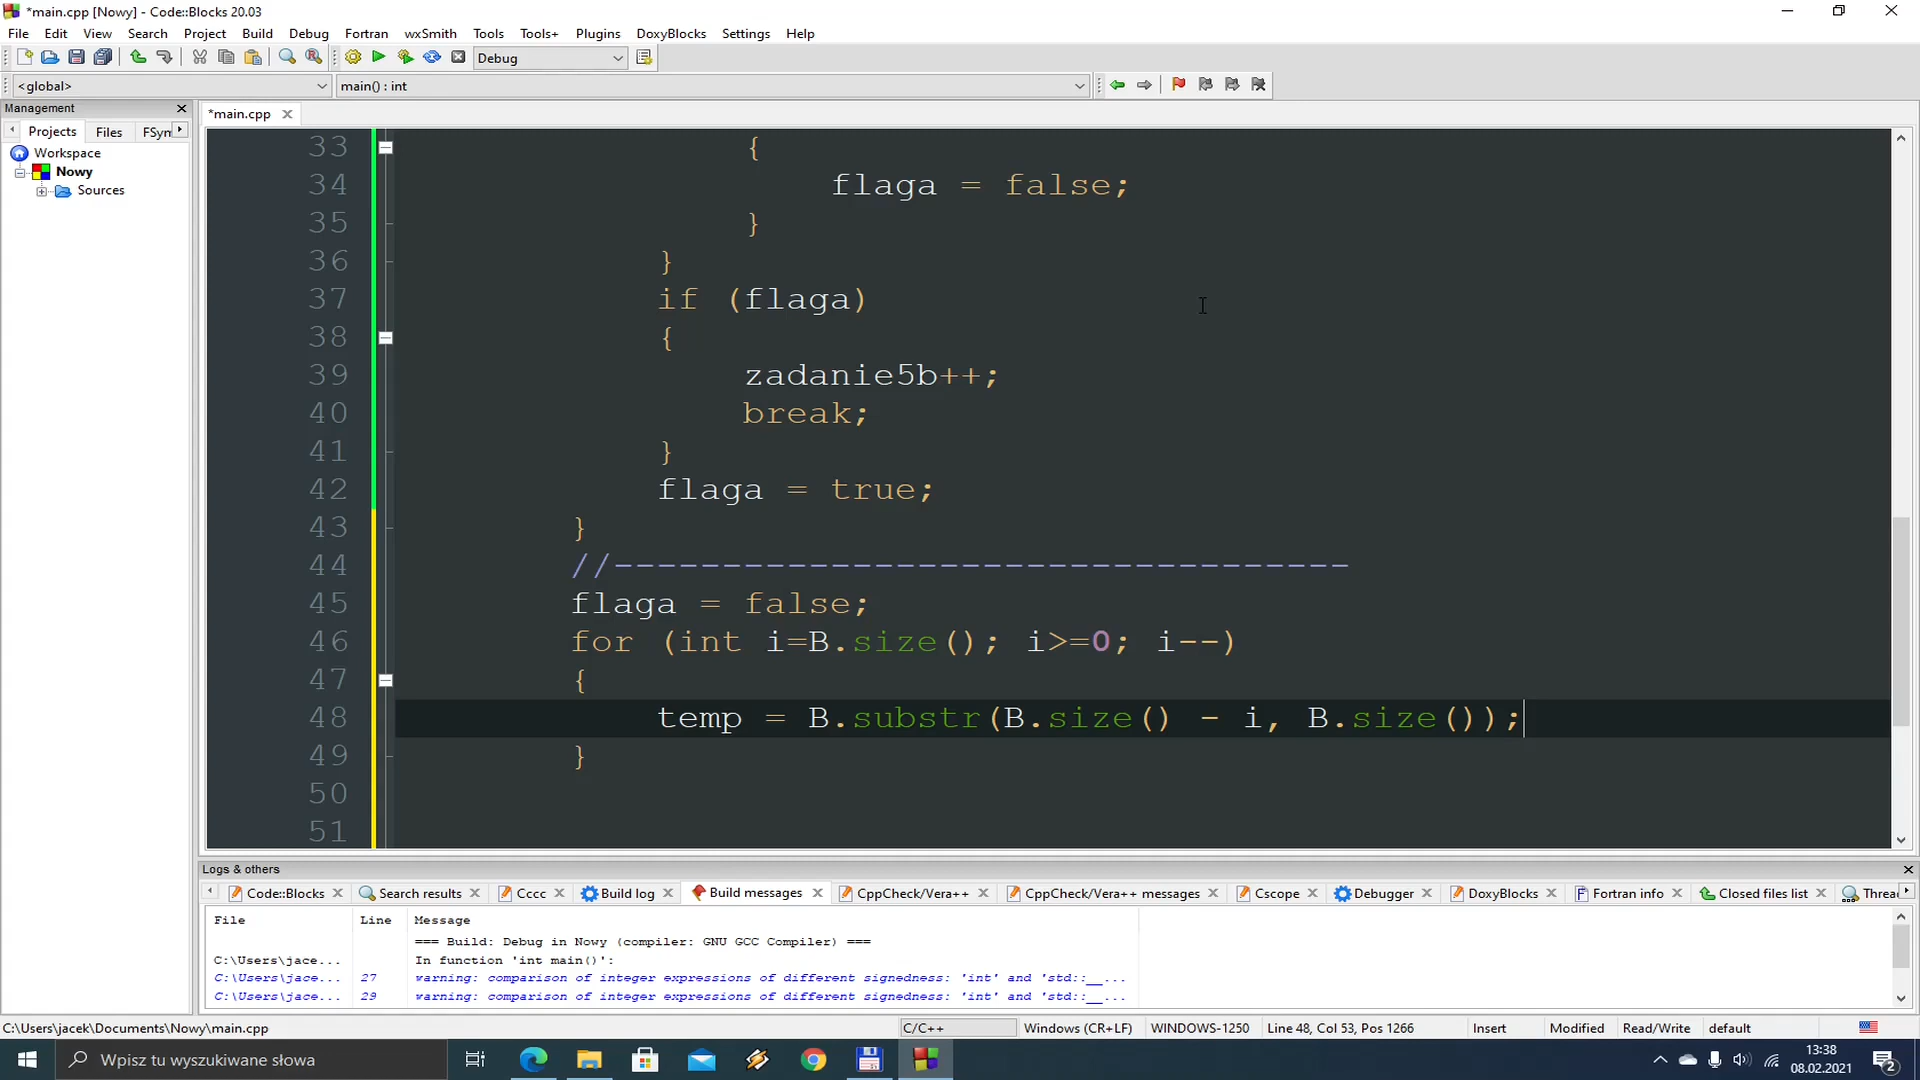 *main.cpp [Nowy] - Code::Blocks 20.03
File Edit View Search Project Build Debug Fortran wxSmith Tools Tools+ Plugins DoxyBlocks Settings Help
Debug
<global> main() : int
Management
*main.cpp
Projects Files FSyn
Workspace
Nowy
Sources
33 {
34 flaga = false;
35 }
36 }
37 if (flaga)
38 {
39 zadanie5b++;
40 break;
41 }
42 flaga = true;
43 }
44 //----------------------------------
45 flaga = false;
46 for (int i=B.size(); i>=0; i--)
47 {
48 temp = B.substr(B.size() - i, B.size());
49 }
50
51
Logs & others
Code::Blocks Search results Cccc Build log Build messages CppCheck/Vera++ CppCheck/Vera++ messages Cscope Debugger DoxyBlocks Fortran info Closed files list Threa
File Line Message
=== Build: Debug in Nowy (compiler: GNU GCC Compiler) ===
C:\Users\jace... In function 'int main()':
C:\Users\jace... 27 warning: comparison of integer expressions of different signedness: 'int' and 'std::__...
C:\Users\jace... 29 warning: comparison of integer expressions of different signedness: 'int' and 'std::__...
C:\Users\jacek\Documents\Nowy\main.cpp C/C++ Windows (CR+LF) WINDOWS-1250 Line 48, Col 53, Pos 1266 Insert Modified Read/Write default
Wpisz tu wyszukiwane słowa
13:38
08.02.2021
2